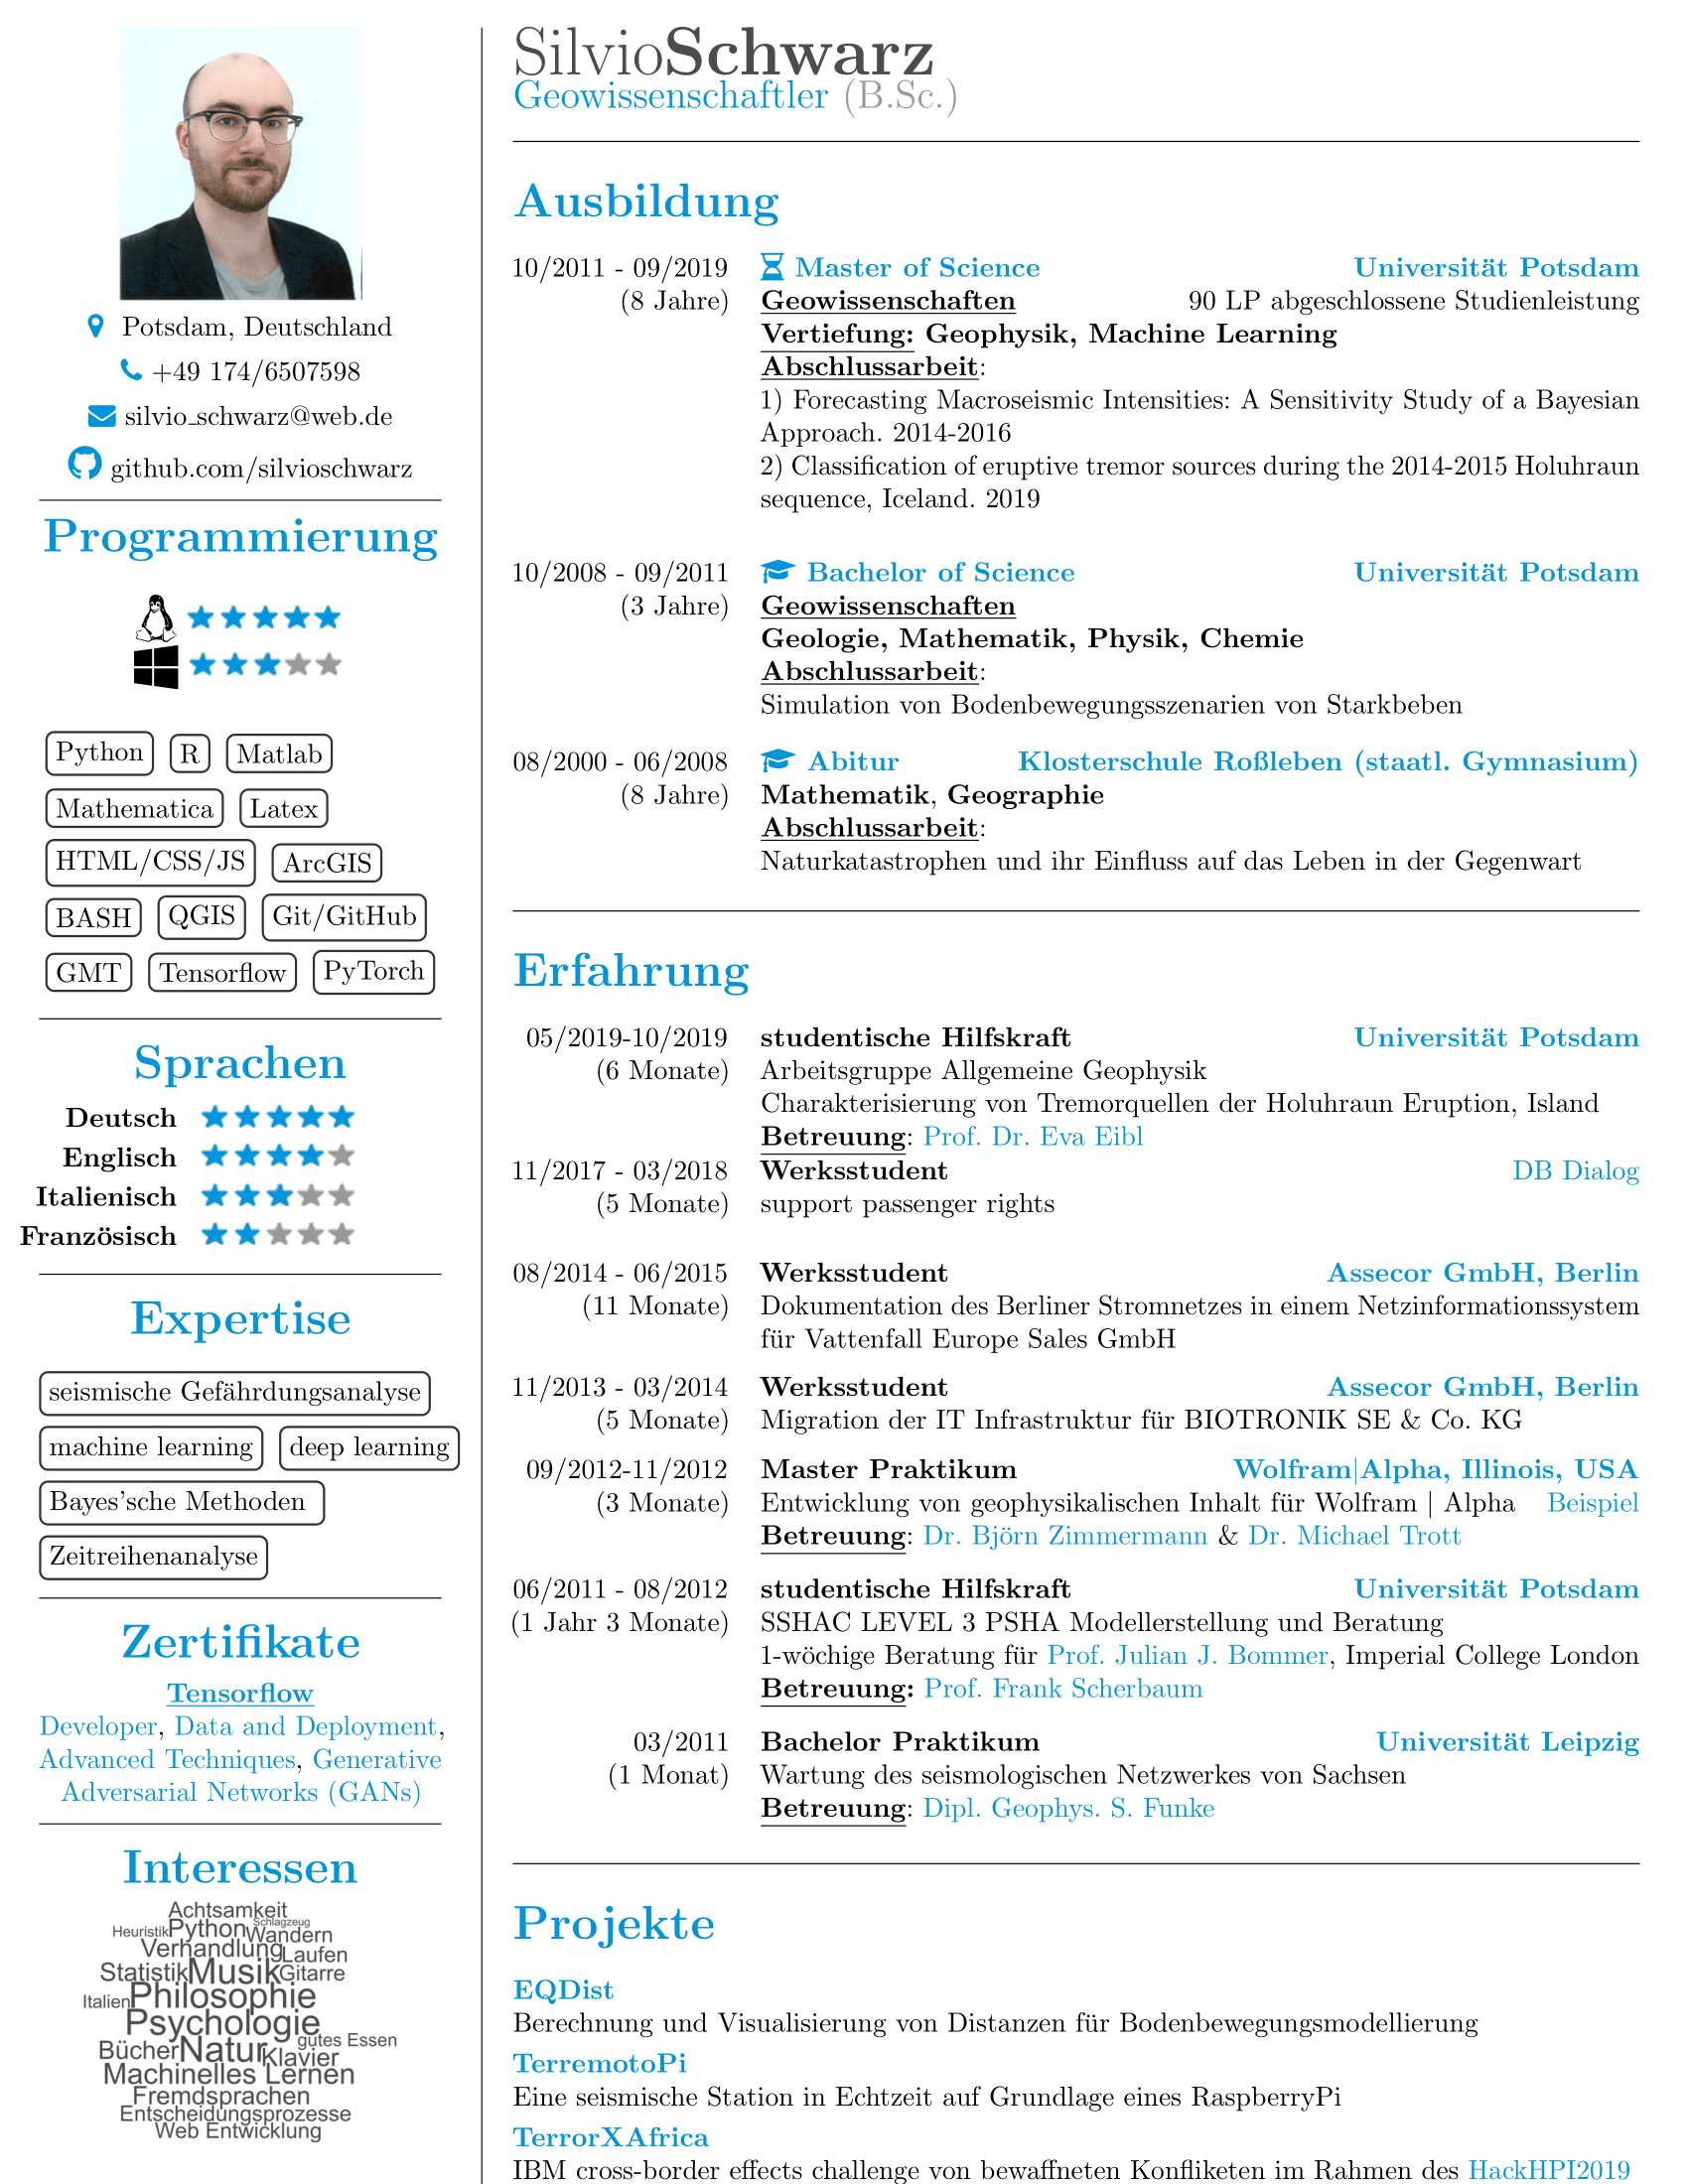 Potsdam, Deutschland
+49 174/6507598
silvio_schwarz@web.de
github.com/silvioschwarz
Programmierung
Python R Matlab
Mathematica Latex
HTML/CSS/JS ArcGIS
BASH QGIS Git/GitHub
GMT Tensorflow PyTorch
Sprachen
Deutsch
Englisch
Italienisch
Französisch
Expertise
seismische Gefährdungsanalyse
machine learning deep learning
Bayes'sche Methoden
Zeitreihenanalyse
Zertifikate
Tensorflow
Developer, Data and Deployment,
Advanced Techniques, Generative
Adversarial Networks (GANs)
Interessen
Achtsamkeit
Schlagzeug
Heuristik Python Wandern
Verhandlung Laufen
Statistik Musik Gitarre
Italien Philosophie
Psychologie
gutes Essen
Bücher Natur Klavier
Machinelles Lernen
Fremdsprachen
Entscheidungsprozesse
Web Entwicklung
SilvioSchwarz
Geowissenschaftler (B.Sc.)
Ausbildung
10/2011 - 09/2019 Master of Science Universität Potsdam
(8 Jahre) Geowissenschaften 90 LP abgeschlossene Studienleistung
Vertiefung: Geophysik, Machine Learning
Abschlussarbeit:
1) Forecasting Macroseismic Intensities: A Sensitivity Study of a Bayesian
Approach. 2014-2016
2) Classification of eruptive tremor sources during the 2014-2015 Holuhraun
sequence, Iceland. 2019
10/2008 - 09/2011 Bachelor of Science Universität Potsdam
(3 Jahre) Geowissenschaften
Geologie, Mathematik, Physik, Chemie
Abschlussarbeit:
Simulation von Bodenbewegungsszenarien von Starkbeben
08/2000 - 06/2008 Abitur Klosterschule Roßleben (staatl. Gymnasium)
(8 Jahre) Mathematik, Geographie
Abschlussarbeit:
Naturkatastrophen und ihr Einfluss auf das Leben in der Gegenwart
Erfahrung
05/2019-10/2019 studentische Hilfskraft Universität Potsdam
(6 Monate) Arbeitsgruppe Allgemeine Geophysik
Charakterisierung von Tremorquellen der Holuhraun Eruption, Island
Betreuung: Prof. Dr. Eva Eibl
11/2017 - 03/2018 Werksstudent DB Dialog
(5 Monate) support passenger rights
08/2014 - 06/2015 Werksstudent Assecor GmbH, Berlin
(11 Monate) Dokumentation des Berliner Stromnetzes in einem Netzinformationssystem
für Vattenfall Europe Sales GmbH
11/2013 - 03/2014 Werksstudent Assecor GmbH, Berlin
(5 Monate) Migration der IT Infrastruktur für BIOTRONIK SE & Co. KG
09/2012-11/2012 Master Praktikum Wolfram|Alpha, Illinois, USA
(3 Monate) Entwicklung von geophysikalischen Inhalt für Wolfram | Alpha Beispiel
Betreuung: Dr. Björn Zimmermann & Dr. Michael Trott
06/2011 - 08/2012 studentische Hilfskraft Universität Potsdam
(1 Jahr 3 Monate) SSHAC LEVEL 3 PSHA Modellerstellung und Beratung
1-wöchige Beratung für Prof. Julian J. Bommer, Imperial College London
Betreuung: Prof. Frank Scherbaum
03/2011 Bachelor Praktikum Universität Leipzig
(1 Monat) Wartung des seismologischen Netzwerkes von Sachsen
Betreuung: Dipl. Geophys. S. Funke
Projekte
EQDist
Berechnung und Visualisierung von Distanzen für Bodenbewegungsmodellierung
TerremotoPi
Eine seismische Station in Echtzeit auf Grundlage eines RaspberryPi
TerrorXAfrica
IBM cross-border effects challenge von bewaffneten Konfliketen im Rahmen des HackHPI2019